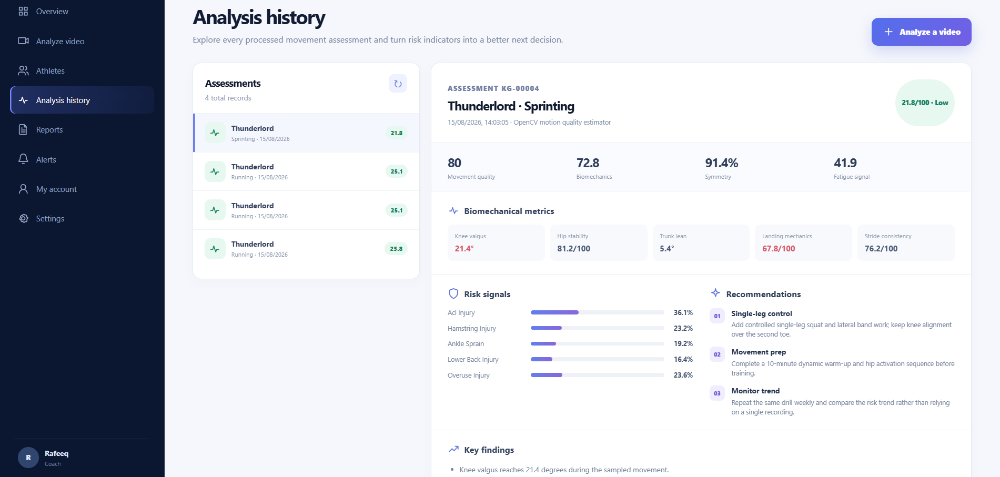 Overview
Analyze video
Athletes
Analysis history
Reports
Alerts
My account
Settings
R
Rafeeq
Coach
Analysis history
Explore every processed movement assessment and turn risk indicators into a better next decision.
Analyze a video
Assessments
4 total records
Thunderlord
Sprinting · 15/08/2026
21.8
Thunderlord
Running · 15/08/2026
25.1
Thunderlord
Running · 15/08/2026
25.1
Thunderlord
Running · 15/08/2026
25.8
ASSESSMENT KG-00004
Thunderlord · Sprinting
15/08/2026, 14:03:05 · OpenCV motion quality estimator
21.8/100 · Low
80
Movement quality
72.8
Biomechanics
91.4%
Symmetry
41.9
Fatigue signal
Biomechanical metrics
Knee valgus
21.4°
Hip stability
81.2/100
Trunk lean
5.4°
Landing mechanics
67.8/100
Stride consistency
76.2/100
Risk signals
Acl Injury 36.1%
Hamstring Injury 23.2%
Ankle Sprain 19.2%
Lower Back Injury 16.4%
Overuse Injury 23.6%
Recommendations
01 Single-leg control
Add controlled single-leg squat and lateral band work; keep knee alignment
over the second toe.
02 Movement prep
Complete a 10-minute dynamic warm-up and hip activation sequence before
training.
03 Monitor trend
Repeat the same drill weekly and compare the risk trend rather than relying
on a single recording.
Key findings
• Knee valgus reaches 21.4 degrees during the sampled movement.